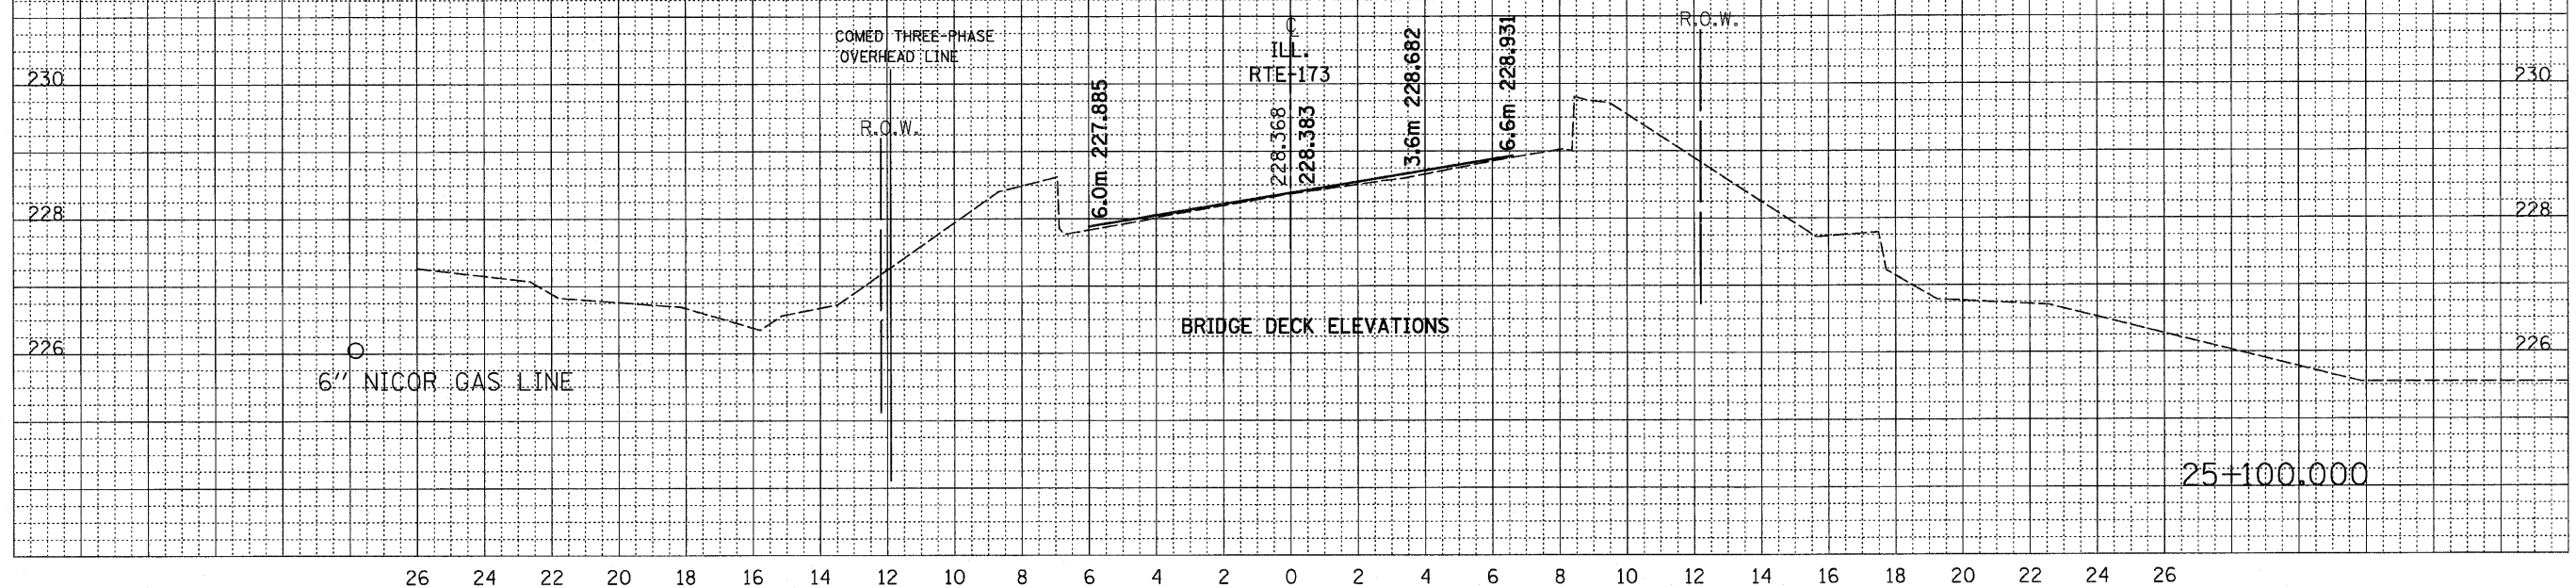 R.O.W.
COMED THREE-PHASE
OVERHEAD LINE
℄
ILL.
RTE-173
230
230
R.O.W.
6.0m 227.885
228.368
228.383
3.6m 228.682
6.6m 228.931
228
228
BRIDGE DECK ELEVATIONS
226
226
6" NICOR GAS LINE
25+100.000
26 24 22 20 18 16 14 12 10 8 6 4 2 0 2 4 6 8 10 12 14 16 18 20 22 24 26